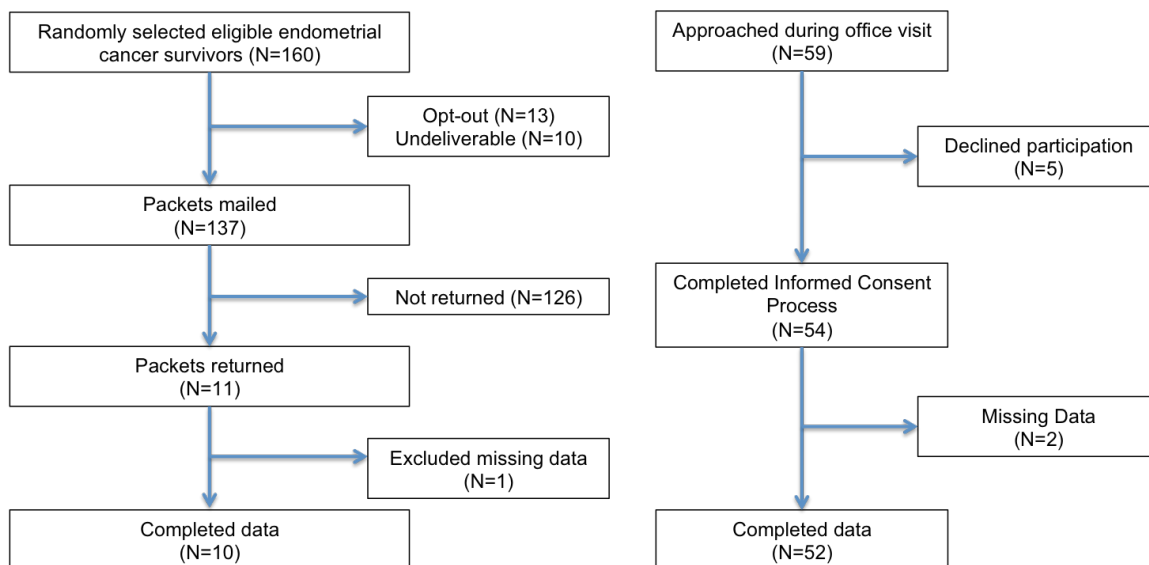 Randomly selected eligible endometrial
cancer survivors (N=160)
Opt-out (N=13)
Undeliverable (N=10)
Packets mailed
(N=137)
Not returned (N=126)
Packets returned
(N=11)
Excluded missing data
(N=1)
Completed data
(N=10)
Approached during office visit
(N=59)
Declined participation
(N=5)
Completed Informed Consent
Process
(N=54)
Missing Data
(N=2)
Completed data
(N=52)